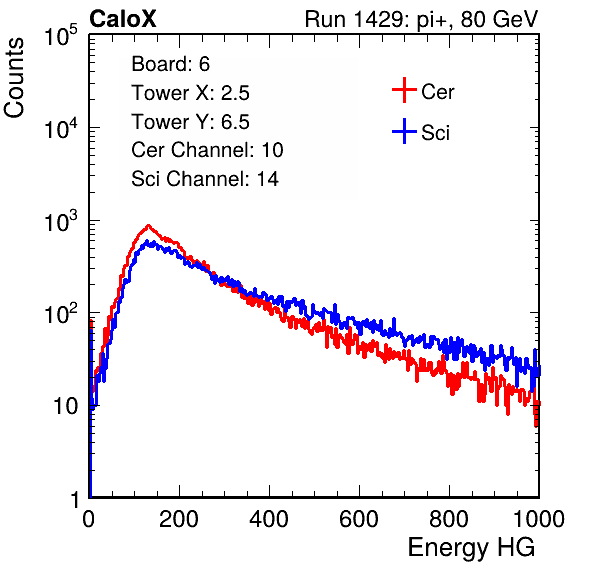 CaloX Run 1429: pi+, 80 GeV
Counts
10^5
10^4
10^3
10^2
10
1
Board: 6
Tower X: 2.5
Tower Y: 6.5
Cer Channel: 10
Sci Channel: 14
Cer
Sci
0 200 400 600 800 1000
Energy HG